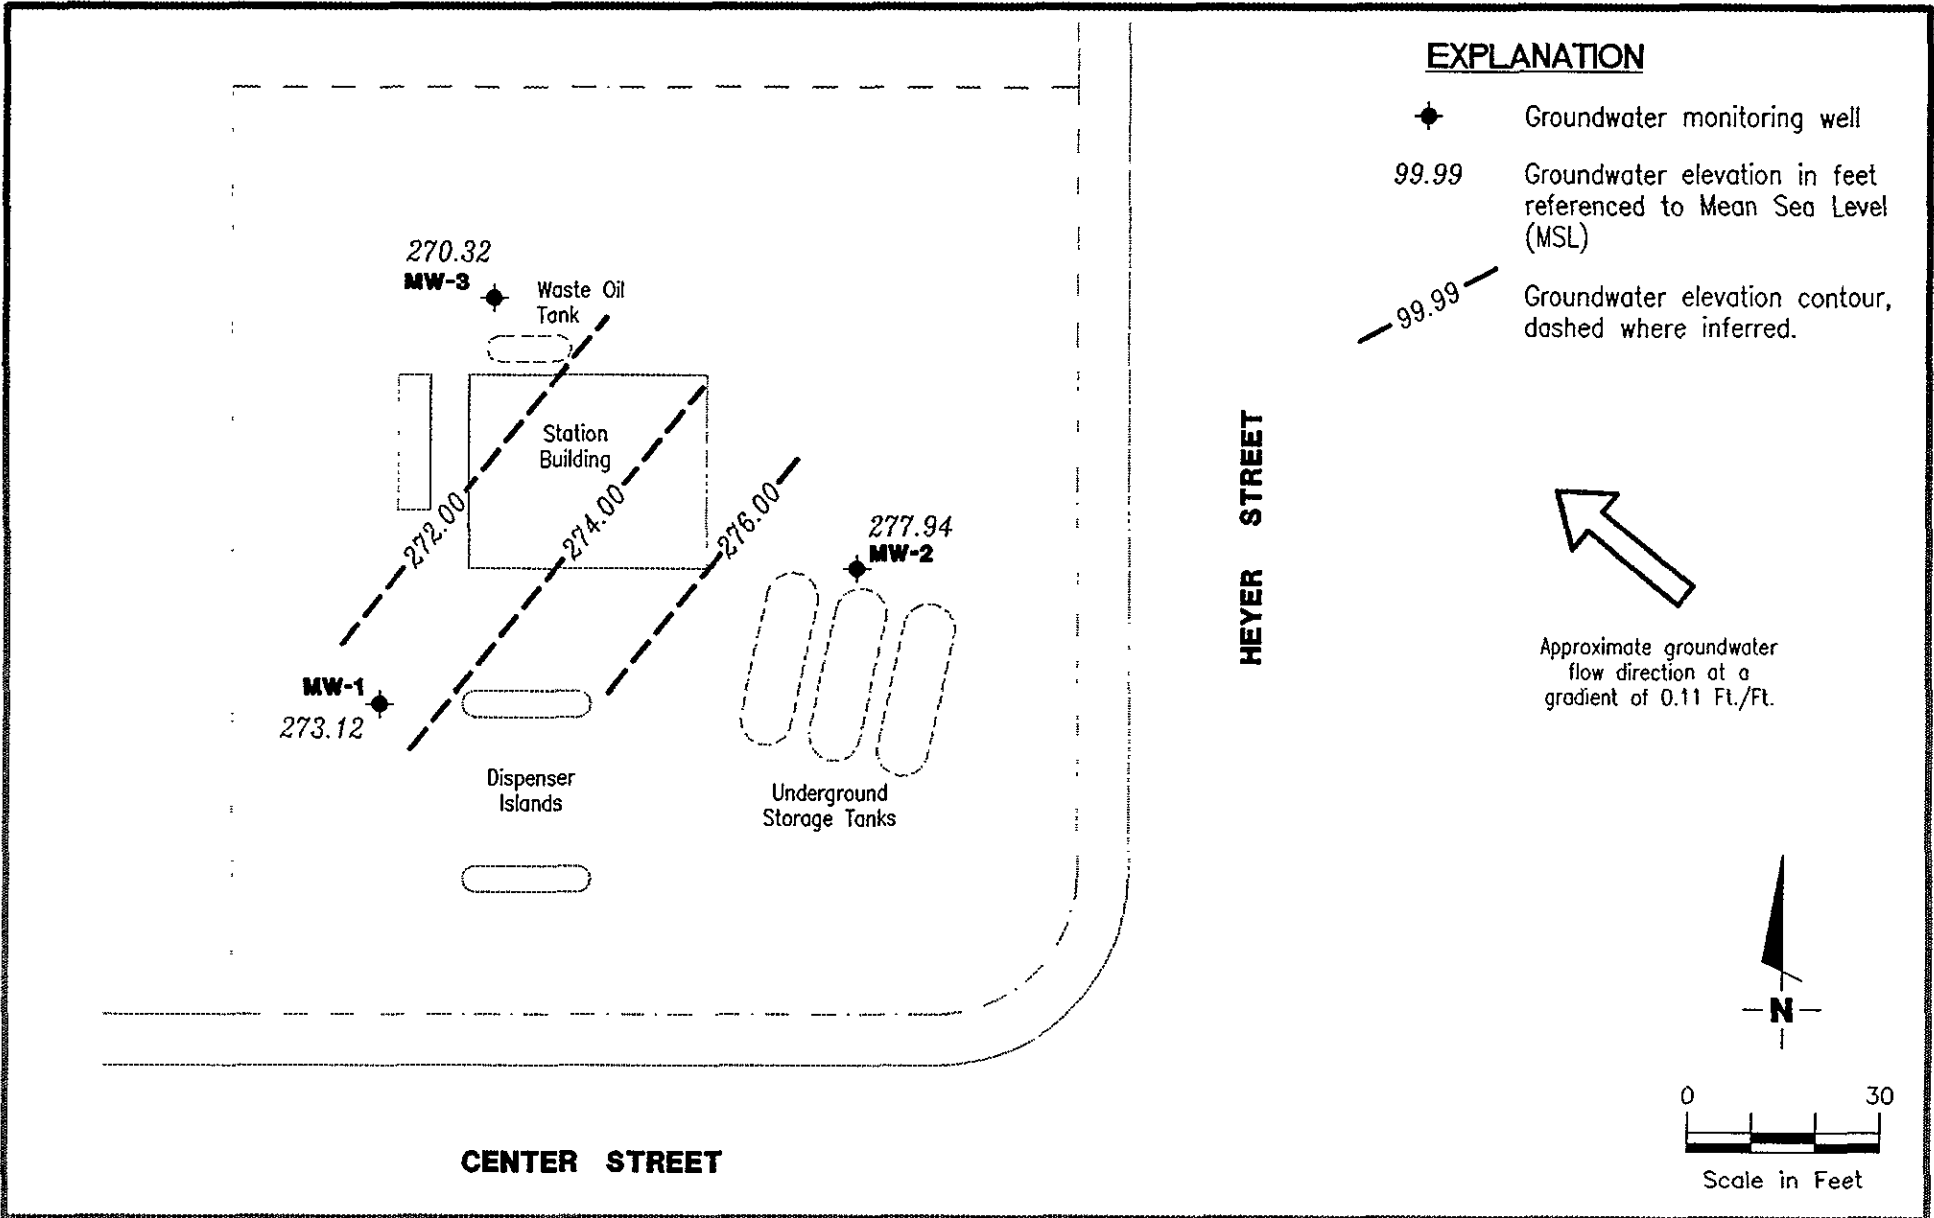 EXPLANATION
Groundwater monitoring well
99.99 Groundwater elevation in feet
referenced to Mean Sea Level
(MSL)
99.99 Groundwater elevation contour,
dashed where inferred.
270.32
MW-3
Waste Oil
Tank
Station
Building
272.00
274.00
276.00
277.94
MW-2
MW-1
273.12
Dispenser
Islands
Underground
Storage Tanks
HEYER STREET
Approximate groundwater
flow direction at a
gradient of 0.11 Ft./Ft.
N
0 30
Scale in Feet
CENTER STREET